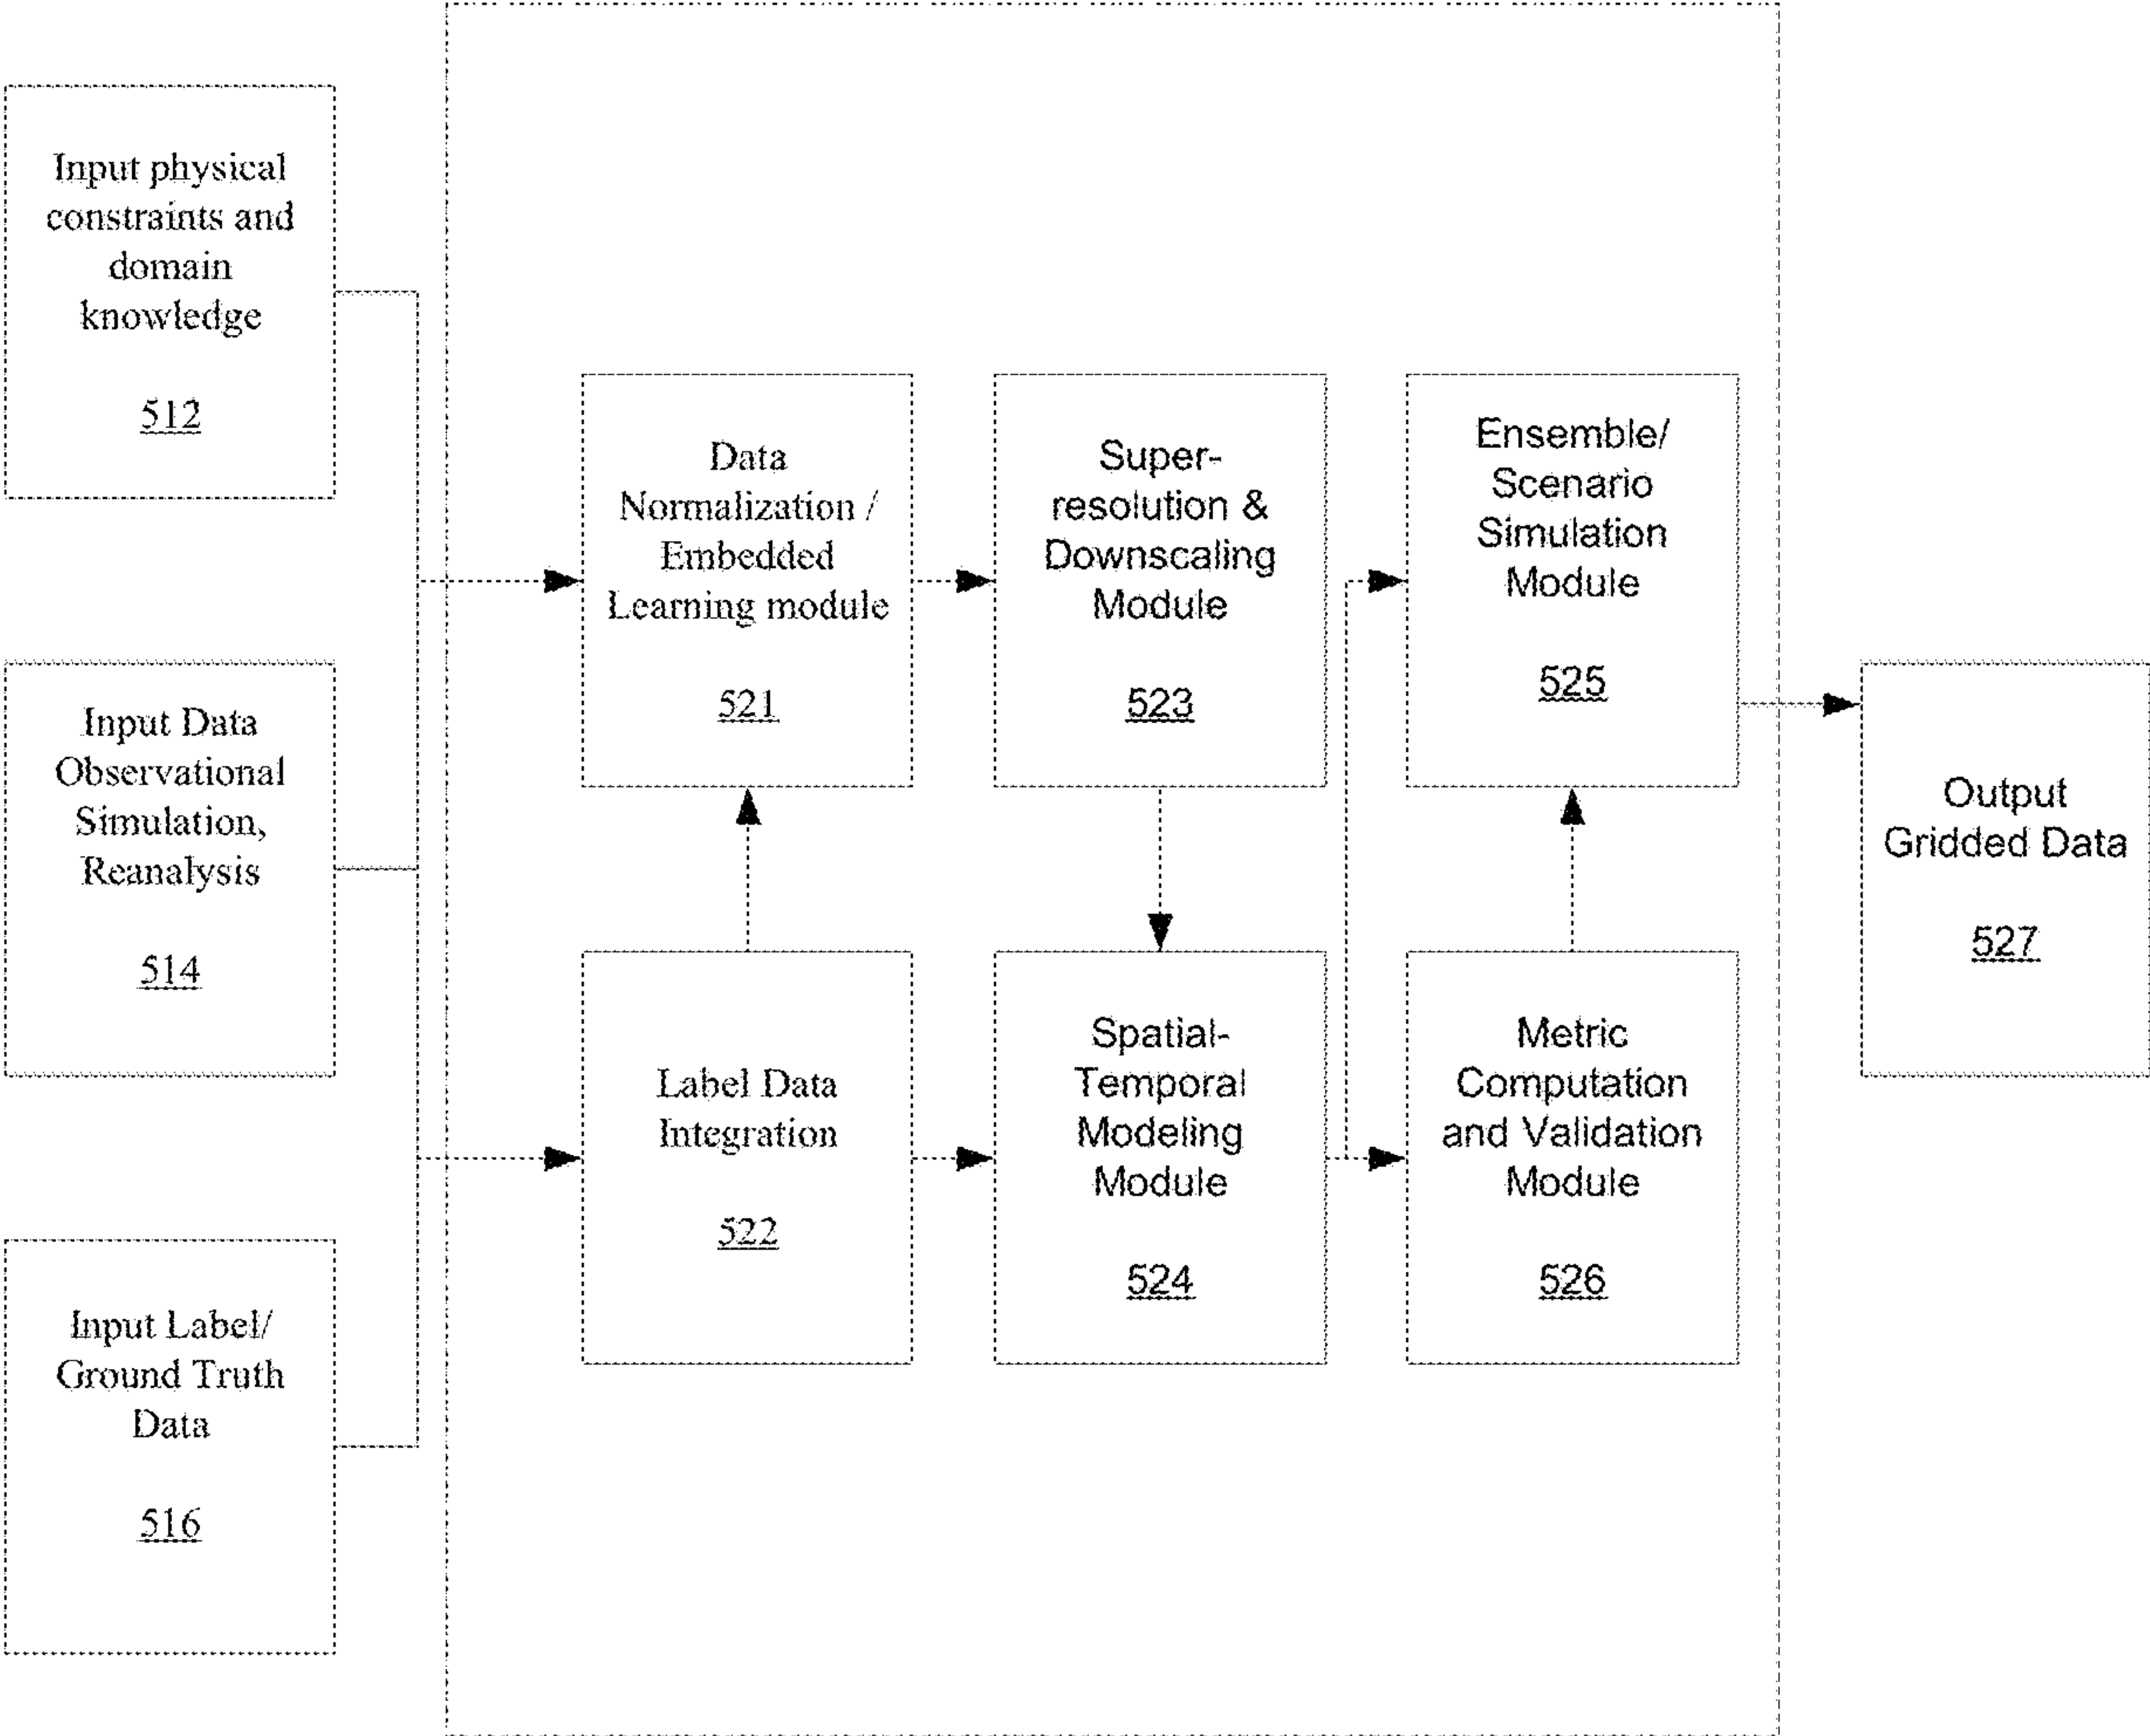 Input physical
constraints and
domain
knowledge
512
Input Data
Observational
Simulation,
Reanalysis
514
Input Label/
Ground Truth
Data
516
Data
Normalization /
Embedded
Learning module
521
Label Data
Integration
522
Super-
resolution &
Downscaling
Module
523
Spatial-
Temporal
Modeling
Module
524
Ensemble/
Scenario
Simulation
Module
525
Metric
Computation
and Validation
Module
526
Output
Gridded Data
527